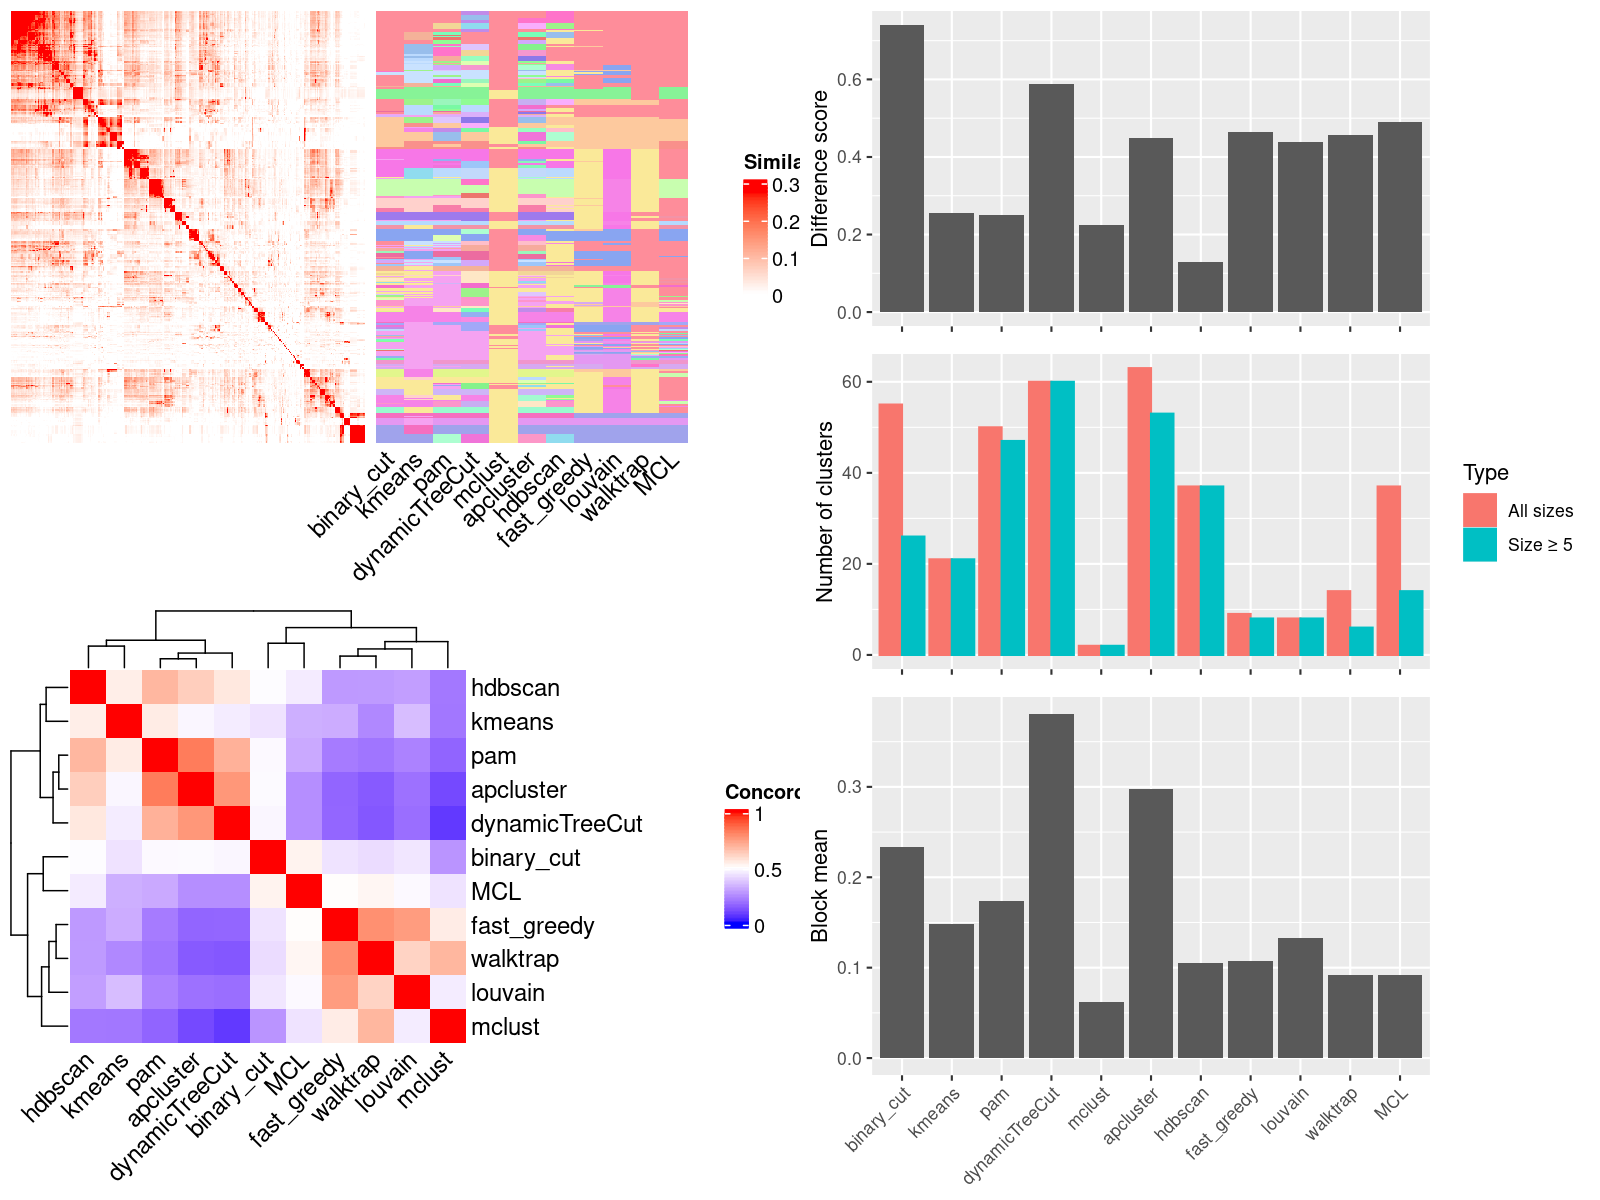 Simila
0.3
0.2
0.1
0
binary_cut
kmeans
pam
dynamicTreeCut
mclust
apcluster
hdbscan
fast_greedy
louvain
walktrap
MCL
hdbscan
kmeans
pam
apcluster
dynamicTreeCut
binary_cut
MCL
fast_greedy
walktrap
louvain
mclust
Concord
1
0.5
0
hdbscan
kmeans
pam
apcluster
dynamicTreeCut
binary_cut
MCL
fast_greedy
walktrap
louvain
mclust
Difference score
0.6
0.4
0.2
0.0
Number of clusters
60
40
20
0
Type
All sizes
Size ≥ 5
Block mean
0.3
0.2
0.1
0.0
binary_cut
kmeans
pam
dynamicTreeCut
mclust
apcluster
hdbscan
fast_greedy
louvain
walktrap
MCL